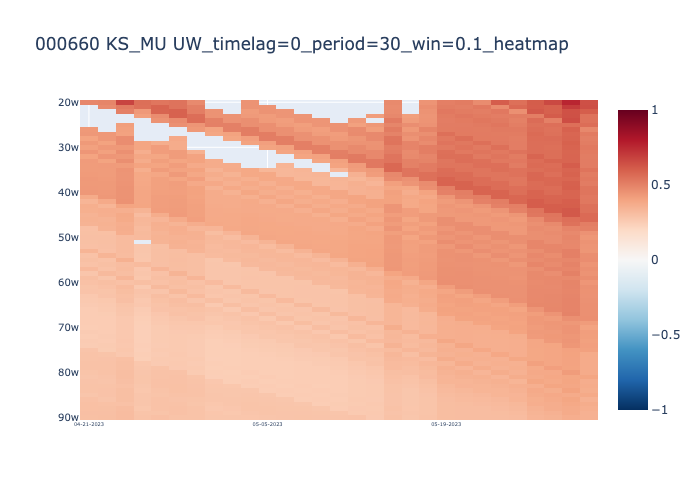 000660 KS_MU UW_timelag=0_period=30_win=0.1_heatmap
20w
30w
40w
50w
60w
70w
80w
90w
04-21-2023
05-05-2023
05-19-2023
1
0.5
0
−0.5
−1